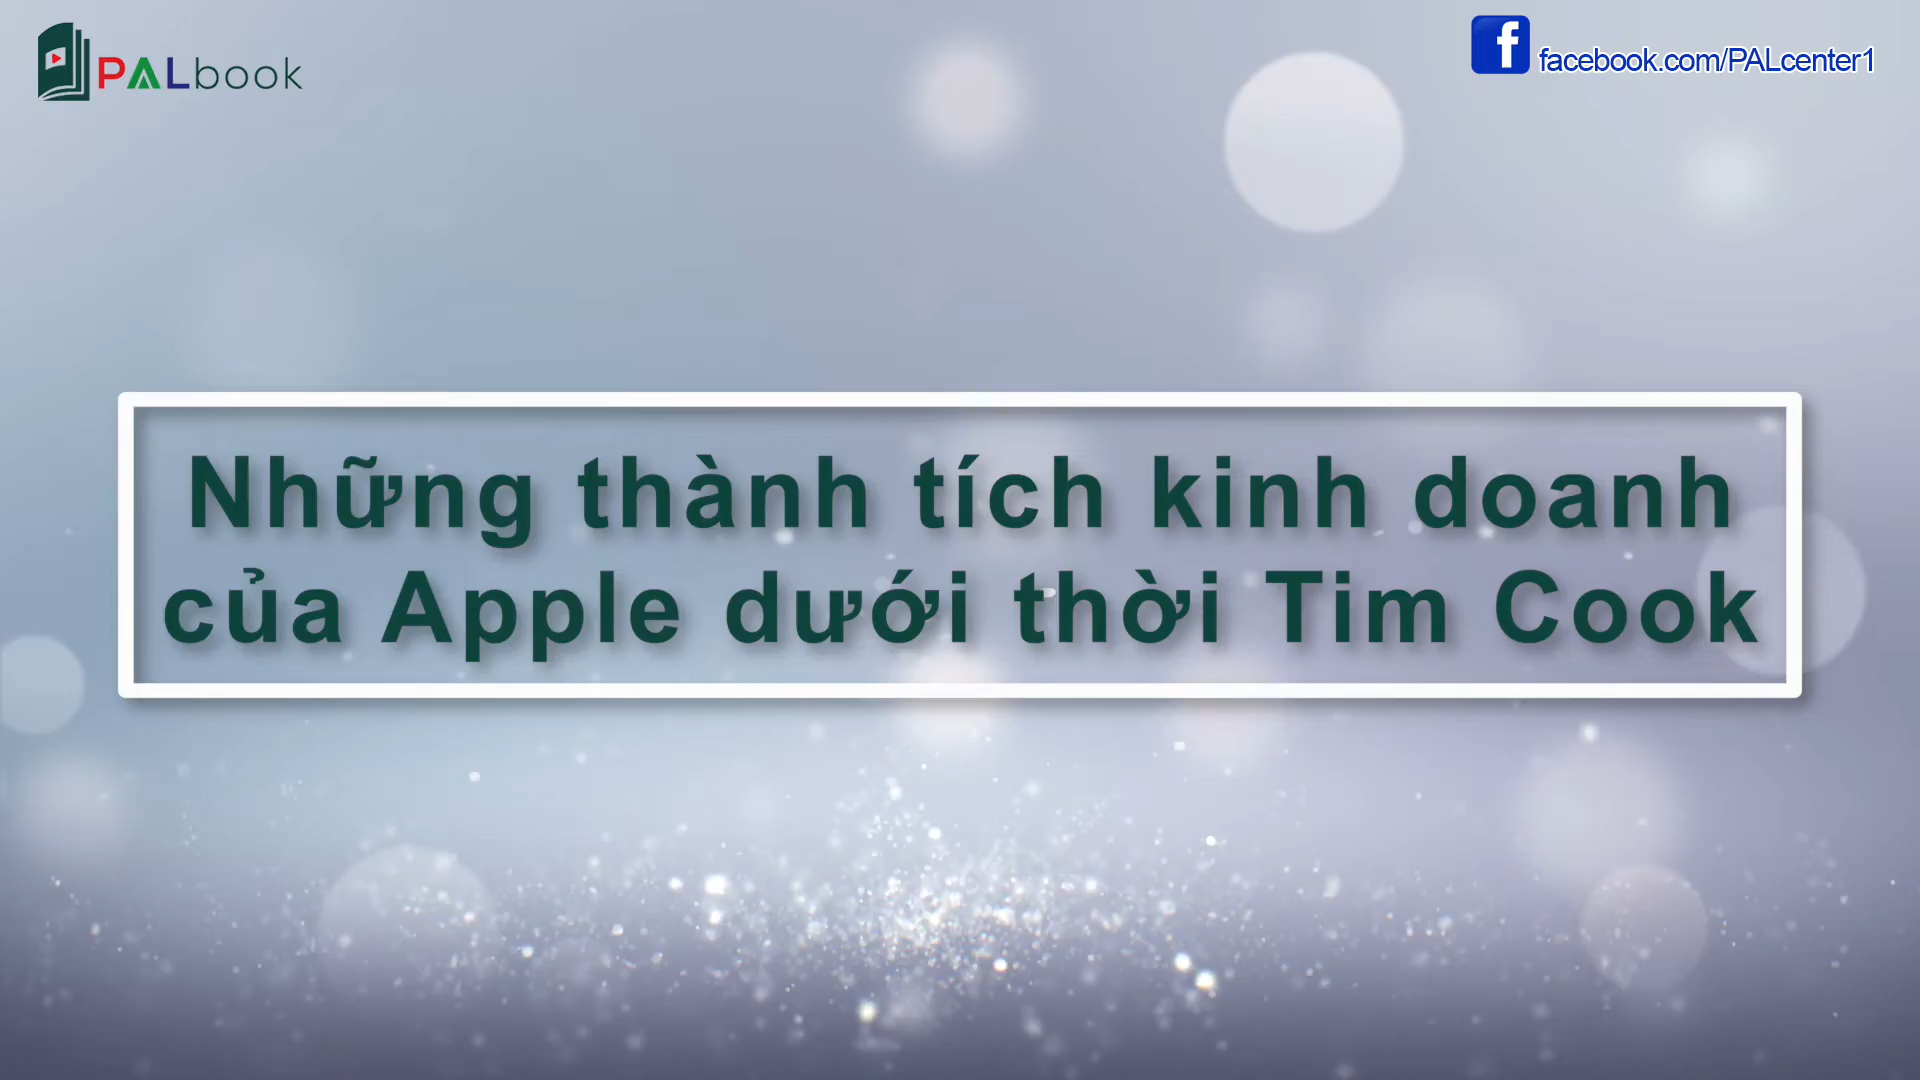 PALbook
facebook.com/PALcenter1
Những thành tích kinh doanh
của Apple dưới thời Tim Cook